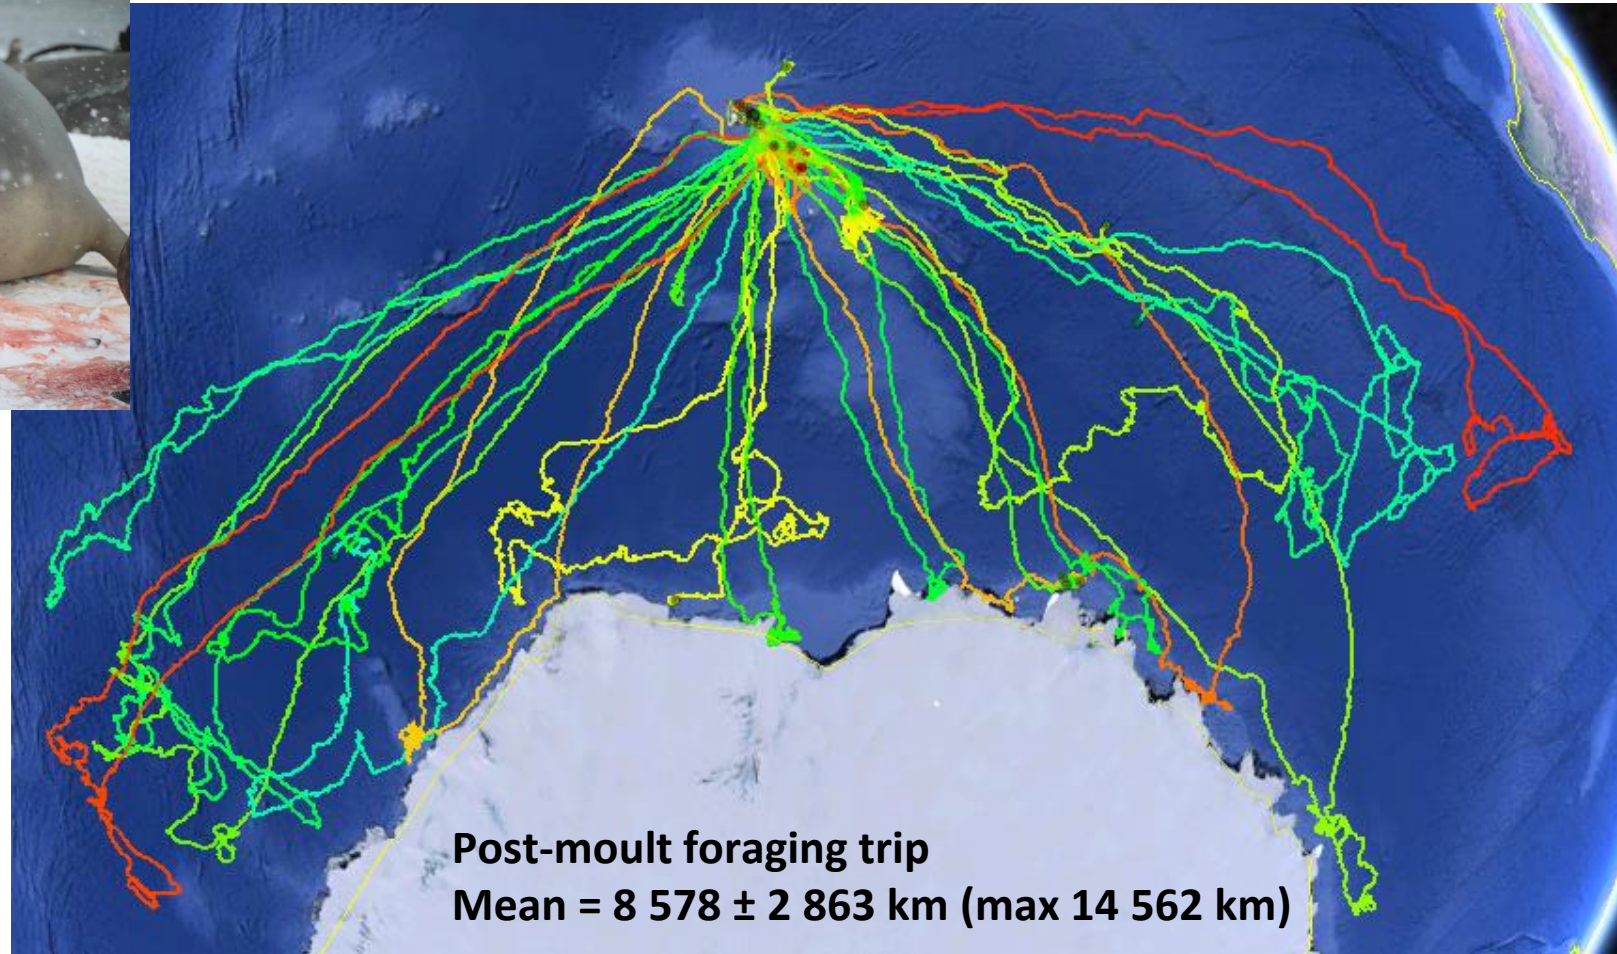 Post-moult foraging trip
Mean = 8 578 ± 2 863 km (max 14 562 km)